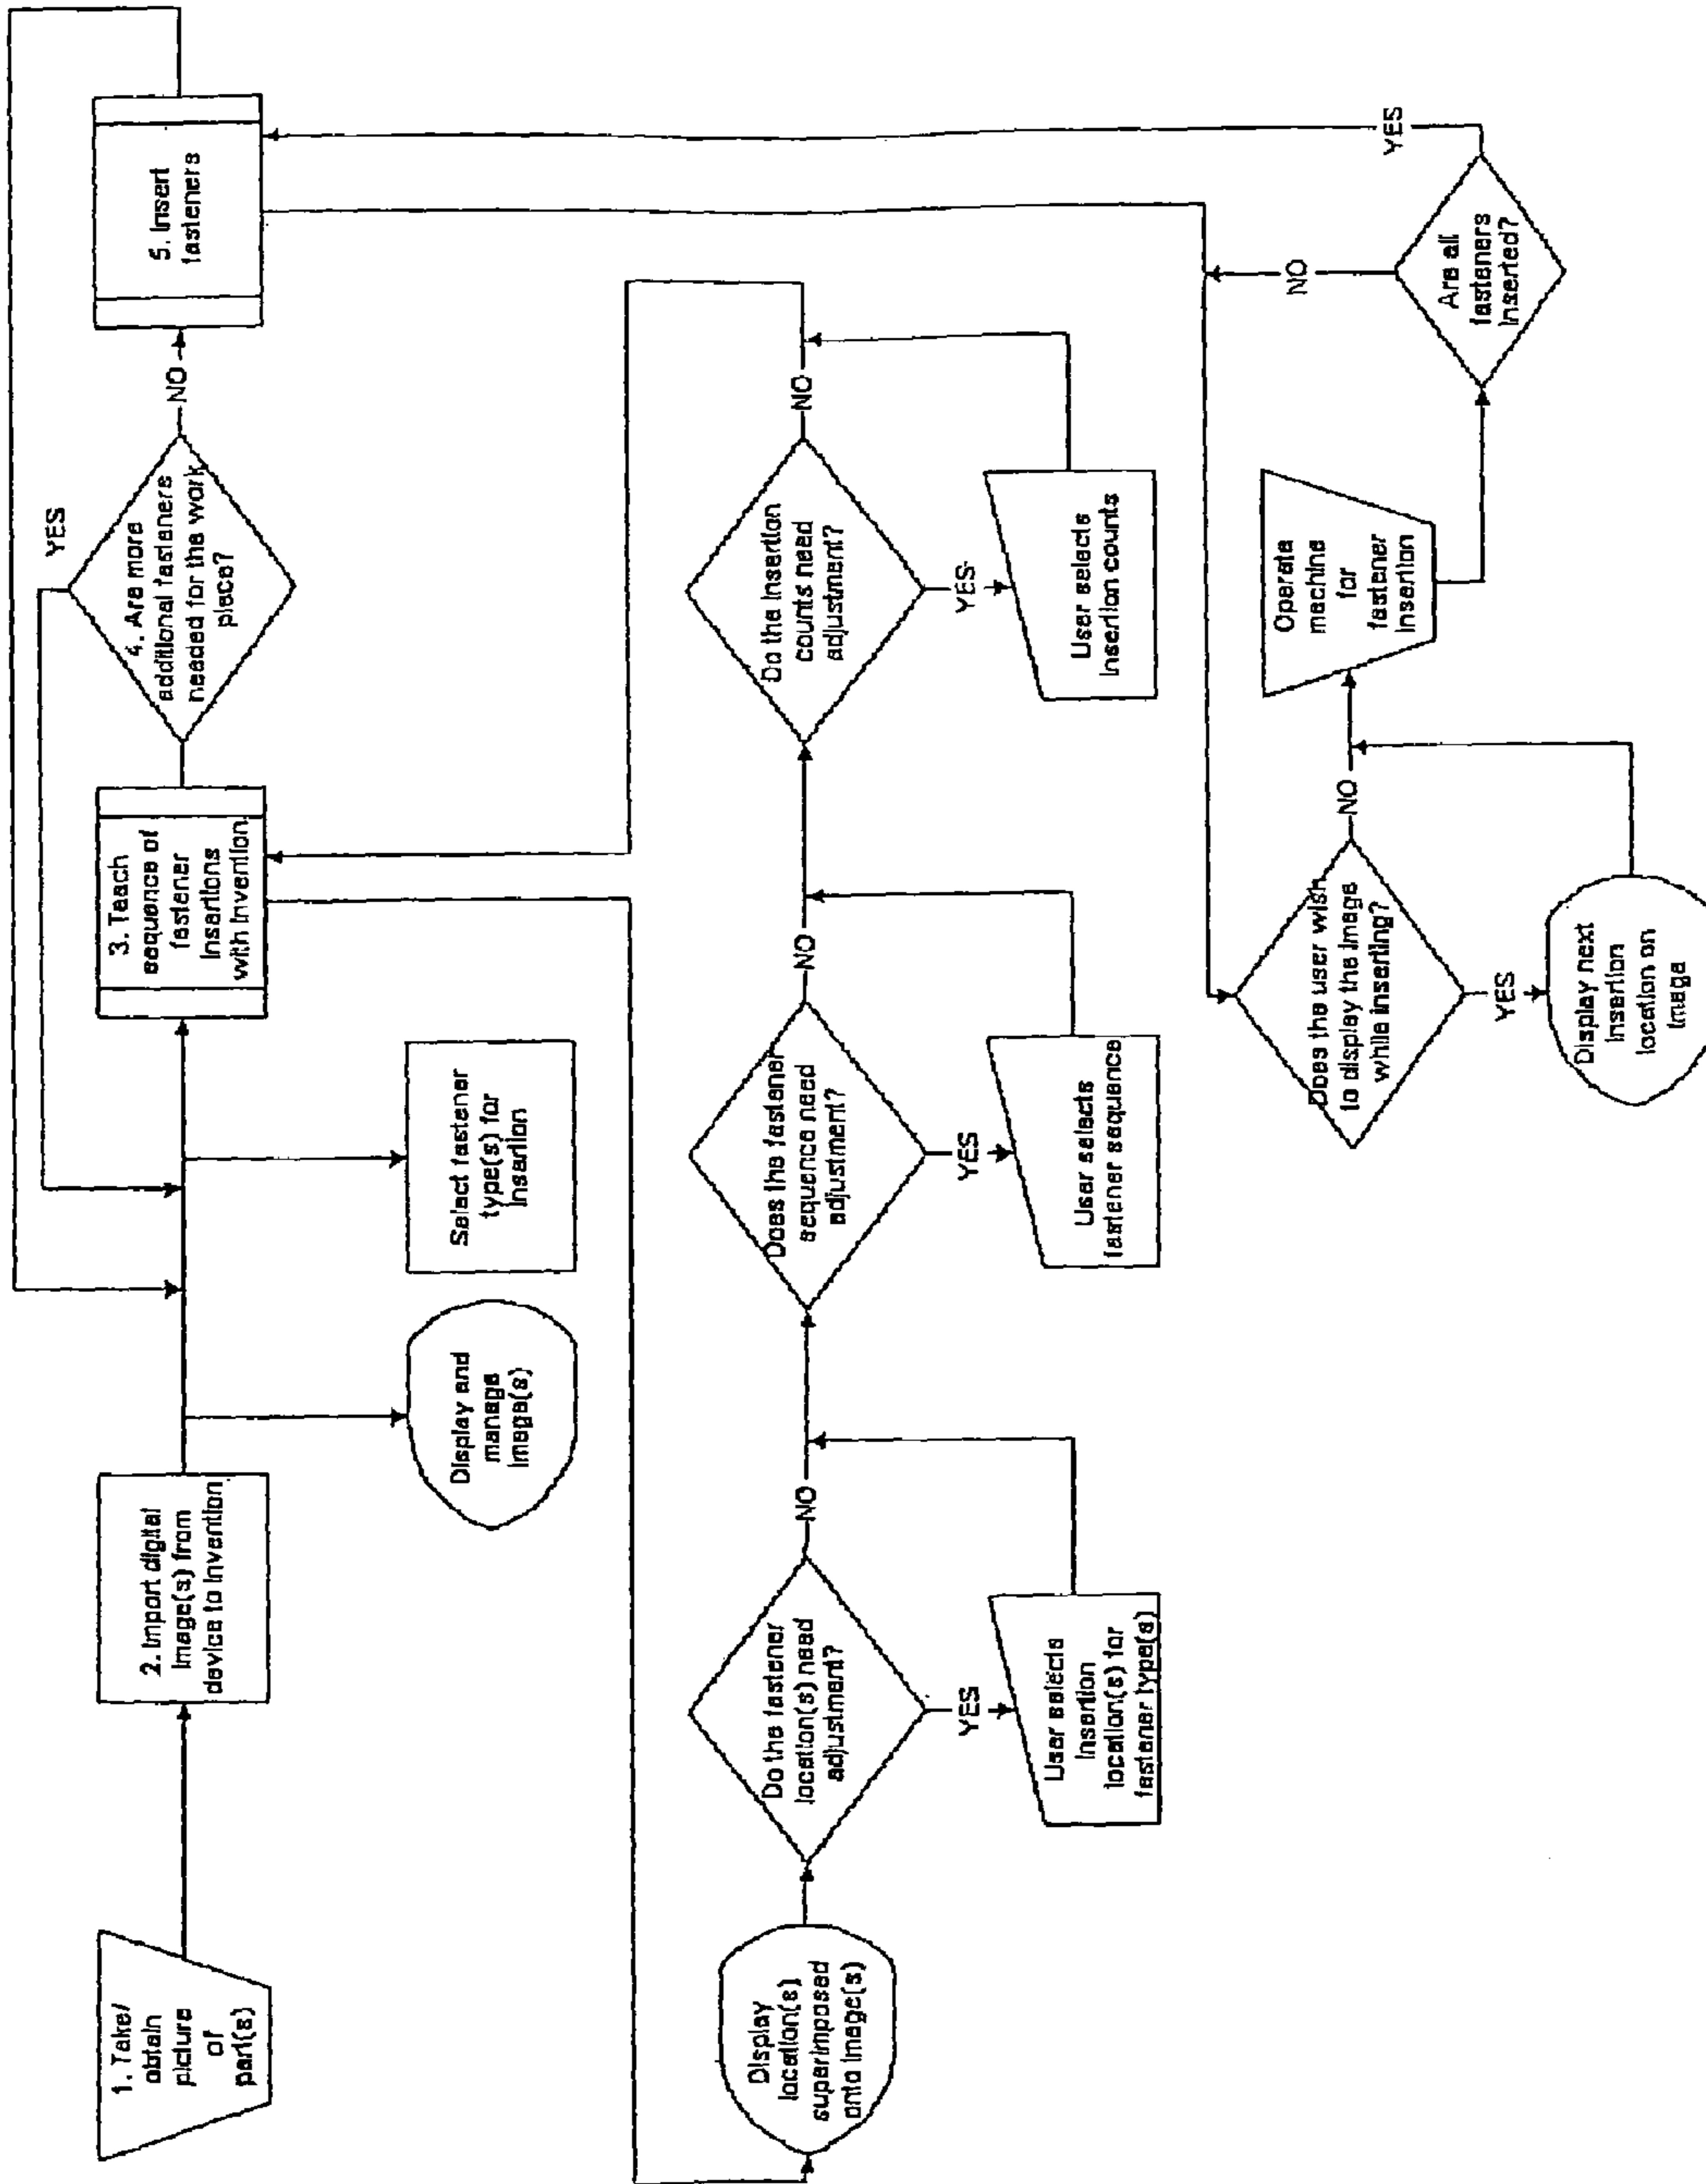 1. Take/
obtain
picture
of
part(s)
2. Import digital
image(s) from
device to Invention
Display and
manage
image(s)
Select fastener
type(s) for
insertion
3. Teach
sequence of
fastener
insertions
with Invention
4. Are more
additional fasteners
needed for the work
piece?
YES
NO
5. Insert
fasteners
Display
location(s)
superimposed
onto image(s)
Do the fastener
location(s) need
adjustment?
NO
YES
User selects
insertion
location(s) for
fastener type(s)
Does the fastener
sequence need
adjustment?
NO
YES
User selects
fastener sequence
Do the insertion
counts need
adjustment?
NO
YES
User selects
insertion counts
Does the user wish
to display the image
while inserting?
NO
YES
Display next
insertion
location on
image
Operate
machine
for
fastener
insertion
Are all
fasteners
inserted?
NO
YES